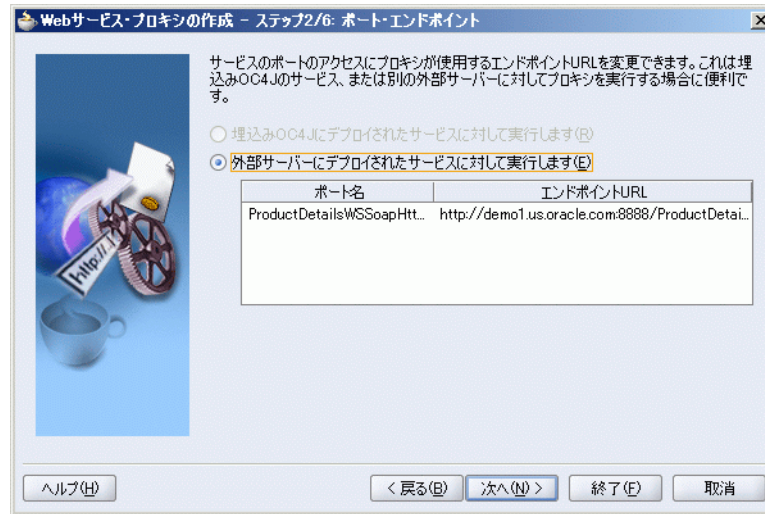 Webサービス・プロキシの作成 - ステップ2/6: ポート・エンドポイント
サービスのポートのアクセスにプロキシが使用するエンドポイントURLを変更できます。これは埋
込みOC4Jのサービス、または別の外部サーバーに対してプロキシを実行する場合に便利で
す。
埋込みOC4Jにデプロイされたサービスに対して実行します(R)
外部サーバーにデプロイされたサービスに対して実行します(E)
ポート名 エンドポイントURL
ProductDetailsWSSoapHtt... http://demo1.us.oracle.com:8888/ProductDetai...
http://
ヘルプ(H) < 戻る(B) 次へ(N) > 終了(F) 取消